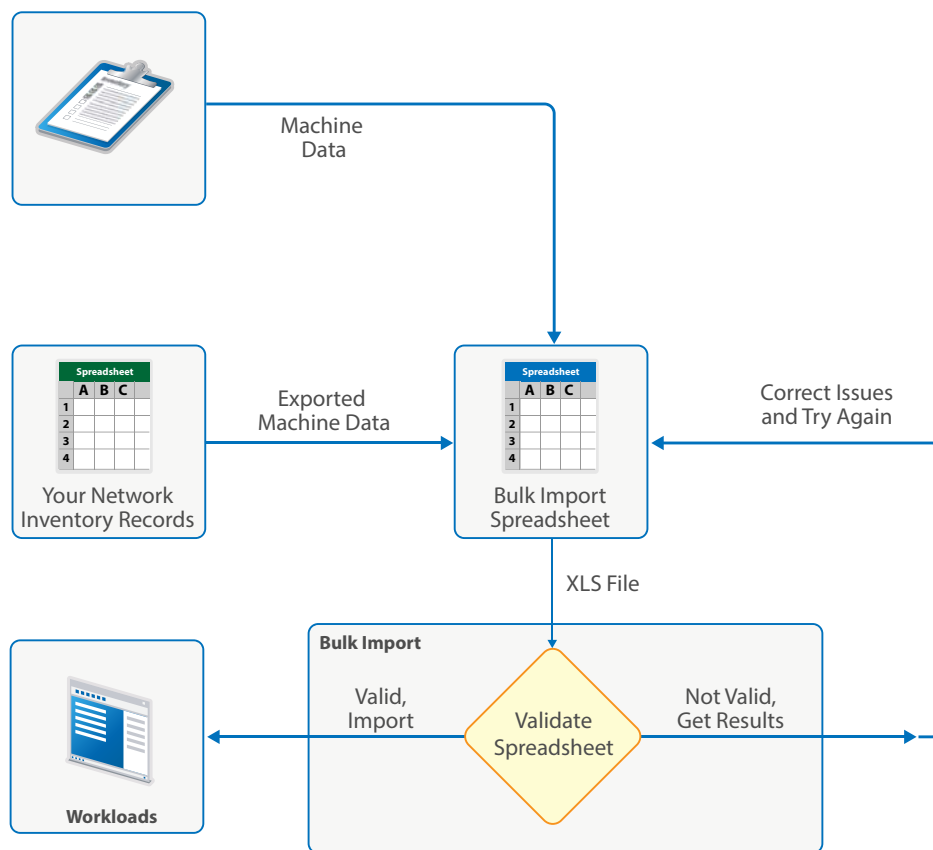 Machine
Data
Spreadsheet
A B C
1
2
3
4
Exported
Machine Data
Your Network
Inventory Records
Spreadsheet
A B C
1
2
3
4
Bulk Import
Spreadsheet
Correct Issues
and Try Again
XLS File
Bulk Import
Valid,
Import
Validate
Spreadsheet
Not Valid,
Get Results
Workloads